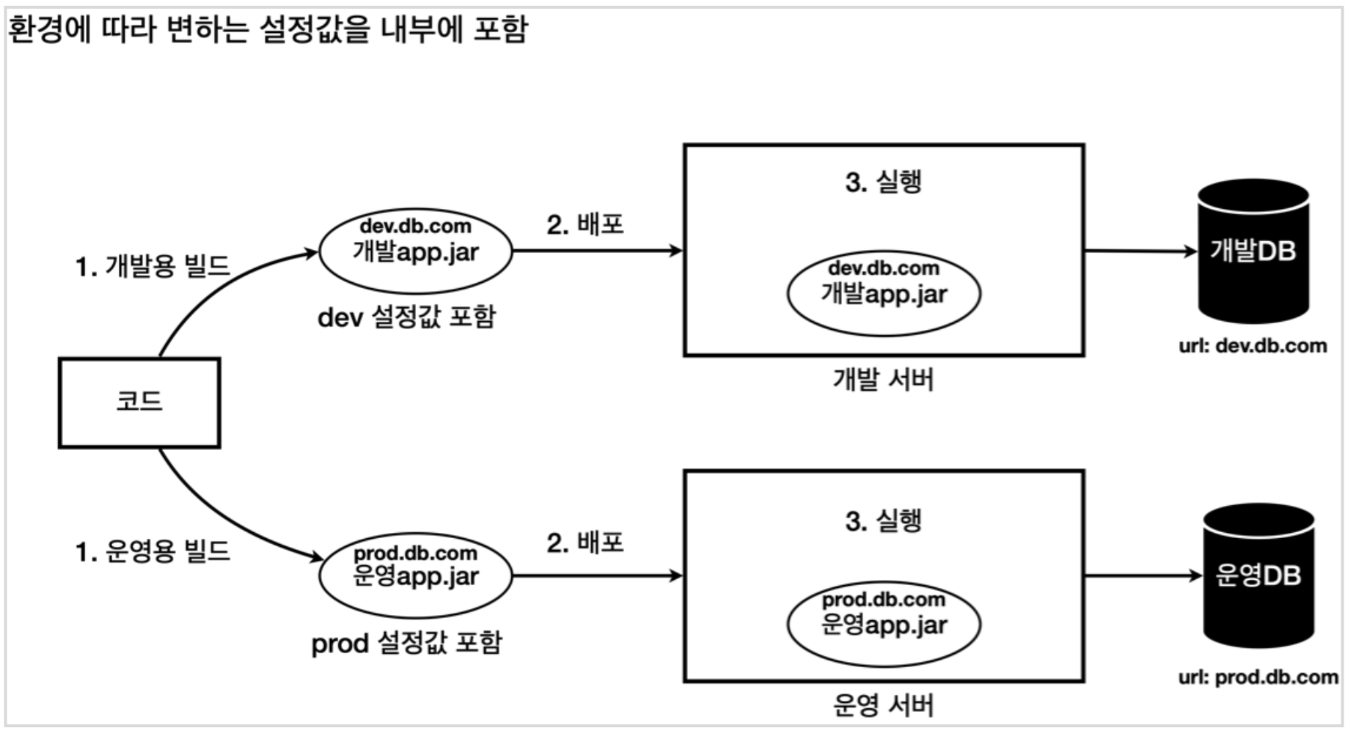 환경에 따라 변하는 설정값을 내부에 포함
1. 개발용 빌드
dev.db.com
개발app.jar
dev 설정값 포함
2. 배포
3. 실행
dev.db.com
개발app.jar
개발 서버
개발DB
url: dev.db.com
코드
1. 운영용 빌드
prod.db.com
운영app.jar
prod 설정값 포함
2. 배포
3. 실행
prod.db.com
운영app.jar
운영 서버
운영DB
url: prod.db.com